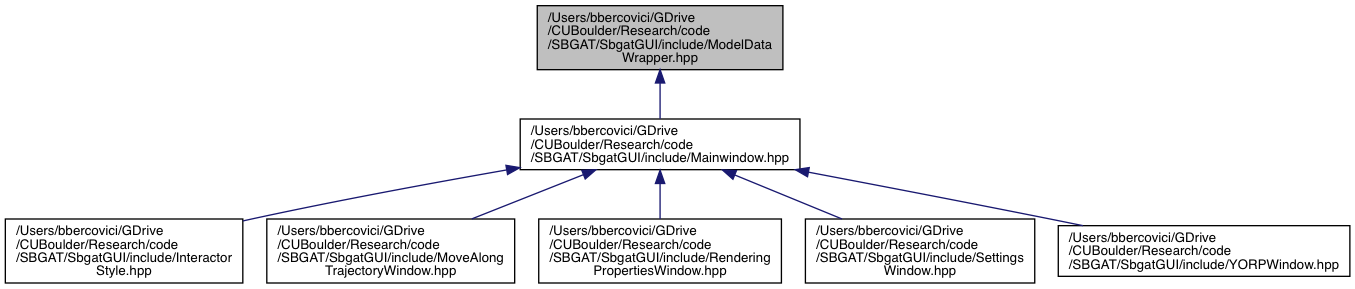 /Users/bbercovici/GDrive
/CUBoulder/Research/code
/SBGAT/SbgatGUI/include/ModelData
Wrapper.hpp
/Users/bbercovici/GDrive
/CUBoulder/Research/code
/SBGAT/SbgatGUI/include/Mainwindow.hpp
/Users/bbercovici/GDrive
/CUBoulder/Research/code
/SBGAT/SbgatGUI/include/Interactor
Style.hpp
/Users/bbercovici/GDrive
/CUBoulder/Research/code
/SBGAT/SbgatGUI/include/MoveAlong
TrajectoryWindow.hpp
/Users/bbercovici/GDrive
/CUBoulder/Research/code
/SBGAT/SbgatGUI/include/Rendering
PropertiesWindow.hpp
/Users/bbercovici/GDrive
/CUBoulder/Research/code
/SBGAT/SbgatGUI/include/Settings
Window.hpp
/Users/bbercovici/GDrive
/CUBoulder/Research/code
/SBGAT/SbgatGUI/include/YORPWindow.hpp